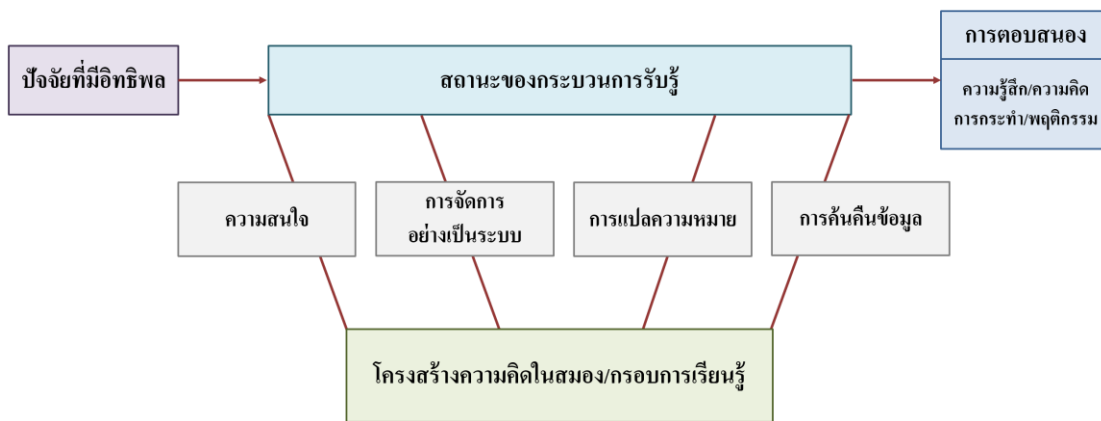 ปัจจัยที่มีอิทธิพล
สถานะของกระบวนการรับรู้
การตอบสนอง
ความรู้สึก/ความคิด
การกระทำ/พฤติกรรม
ความสนใจ
การจัดการ
อย่างเป็นระบบ
การแปลความหมาย
การค้นคืนข้อมูล
โครงสร้างความคิดในสมอง/กรอบการเรียนรู้